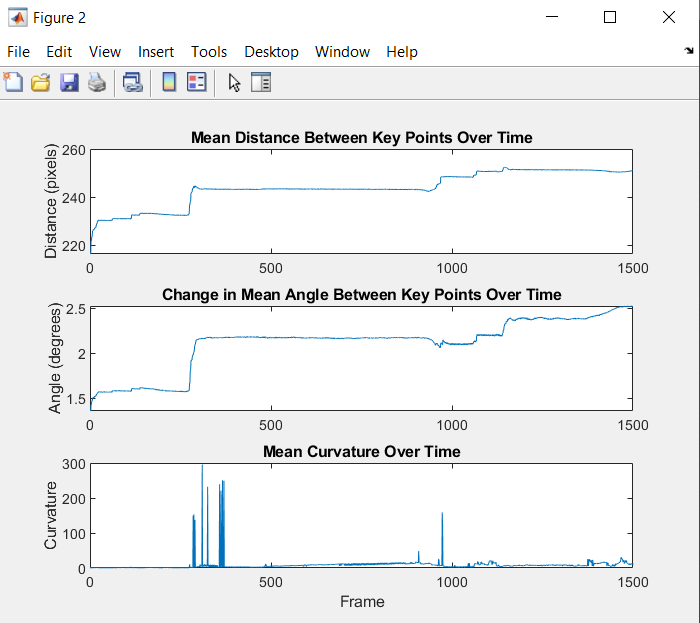 Figure 2
File Edit View Insert Tools Desktop Window Help
Mean Distance Between Key Points Over Time
Distance (pixels)
260
240
220
0 500 1000 1500
Change in Mean Angle Between Key Points Over Time
Angle (degrees)
2.5
2
1.5
0 500 1000 1500
Mean Curvature Over Time
Curvature
300
200
100
0
0 500 1000 1500
Frame